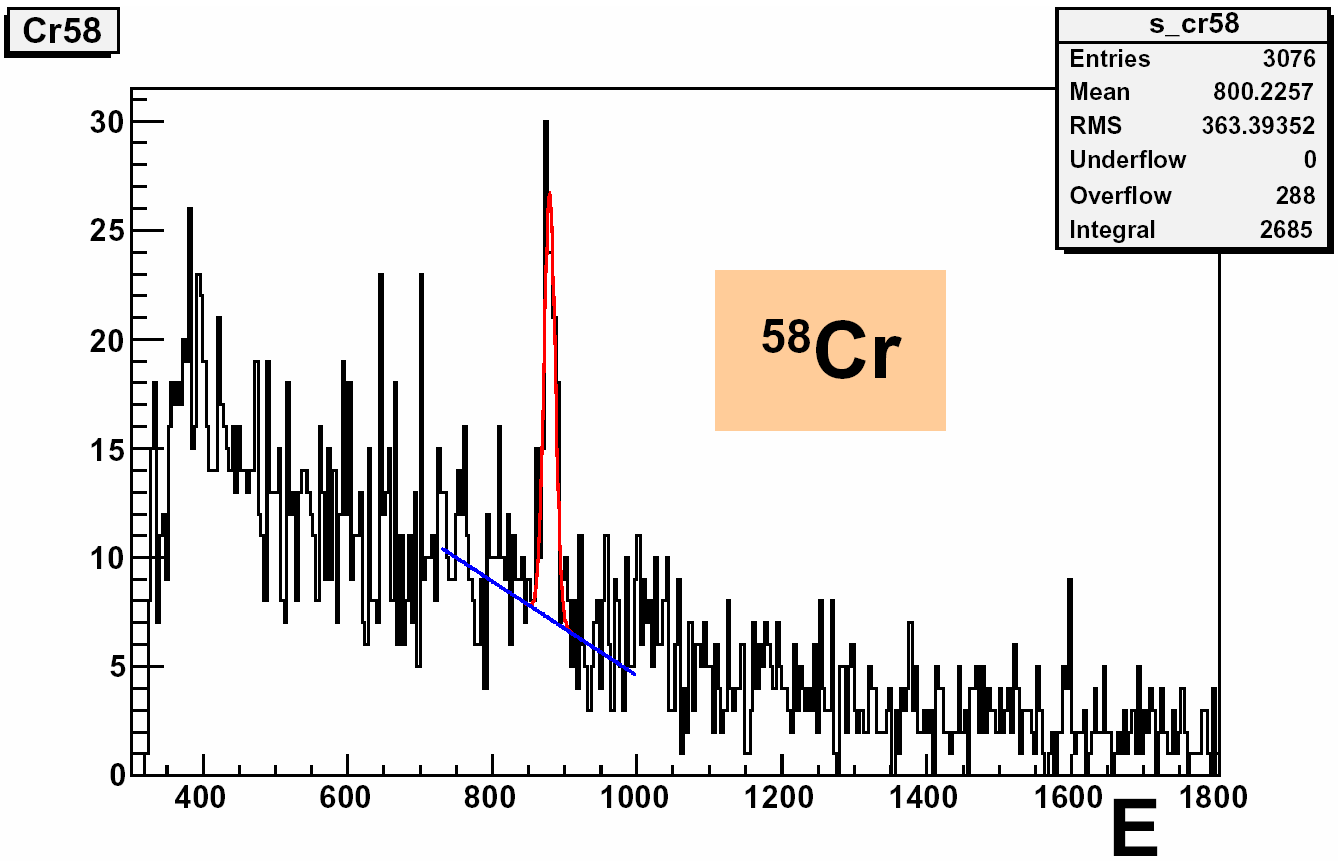 Cr58
s_cr58
Entries 3076
Mean 800.2257
RMS 363.39352
Underflow 0
Overflow 288
Integral 2685
30
25
20
15
10
5
0
58Cr
400 600 800 1000 1200 1400 1600 1800
E